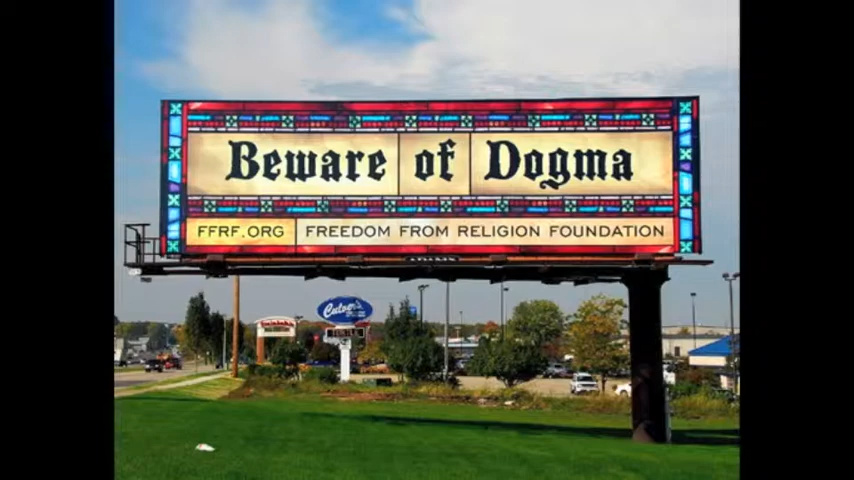 Beware of Dogma
FFRF.ORG FREEDOM FROM RELIGION FOUNDATION
Culver's